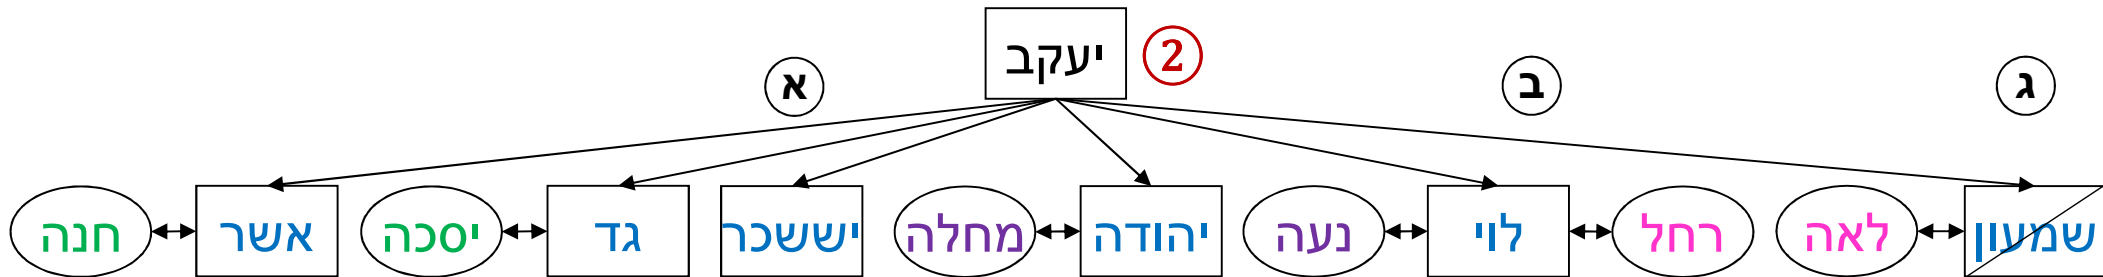 יעקב 2
ג ב א
שמעון לאה רחל לוי נעה יהודה מחלה יששכר גד יסכה אשר חנה